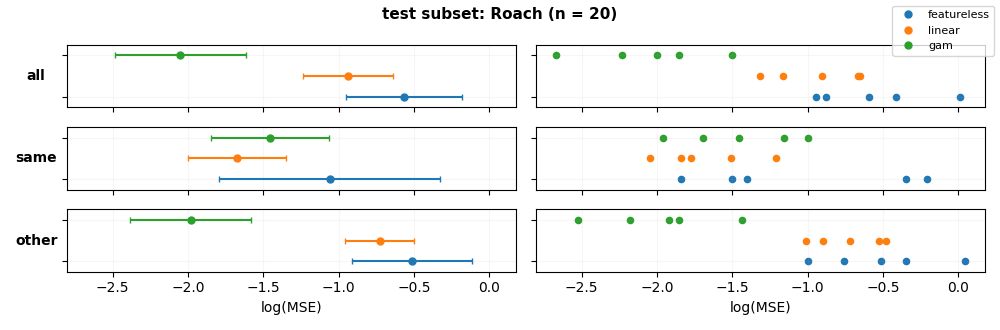 test subset: Roach (n = 20)
featureless
linear
gam
all
same
other
−2.5 −2.0 −1.5 −1.0 −0.5 0.0
−2.5 −2.0 −1.5 −1.0 −0.5 0.0
log(MSE)
log(MSE)